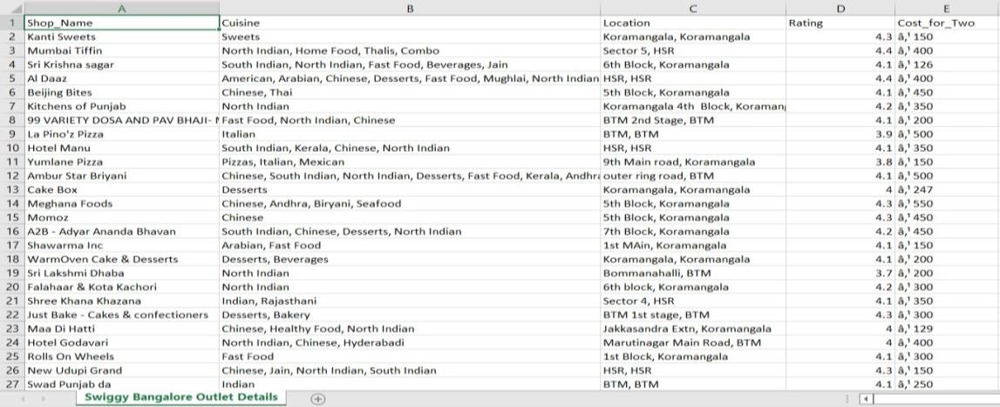 A B C D E
1 Shop_Name Cuisine Location Rating Cost_for_Two
2 Kanti Sweets Sweets Koramangala, Koramangala 4.3 â‚¹ 150
3 Mumbai Tiffin North Indian, Home Food, Thalis, Combo Sector 5, HSR 4.4 â‚¹ 400
4 Sri Krishna sagar South Indian, North Indian, Fast Food, Beverages, Jain 6th Block, Koramangala 4.1 â‚¹ 126
5 Al Daaz American, Arabian, Chinese, Desserts, Fast Food, Mughlai, North Indian HSR, HSR 4.4 â‚¹ 400
6 Beijing Bites Chinese, Thai 5th Block, Koramangala 4.1 â‚¹ 450
7 Kitchens of Punjab North Indian Koramangala 4th Block, Koraman 4.2 â‚¹ 350
8 99 VARIETY DOSA AND PAV BHAJI- Fast Food, North Indian, Chinese BTM 2nd Stage, BTM 4.1 â‚¹ 200
9 La Pino'z Pizza Italian BTM, BTM 3.9 â‚¹ 500
10 Hotel Manu South Indian, Kerala, Chinese, North Indian HSR, HSR 4.1 â‚¹ 350
11 Yumlane Pizza Pizzas, Italian, Mexican 9th Main road, Koramangala 3.8 â‚¹ 150
12 Ambur Star Briyani Chinese, South Indian, North Indian, Desserts, Fast Food, Kerala, Andhra outer ring road, BTM 4.1 â‚¹ 500
13 Cake Box Desserts Koramangala, Koramangala 4 â‚¹ 247
14 Meghana Foods Chinese, Andhra, Biryani, Seafood 5th Block, Koramangala 4.3 â‚¹ 550
15 Momoz Chinese 5th Block, Koramangala 4.3 â‚¹ 450
16 A2B - Adyar Ananda Bhavan South Indian, Chinese, Desserts, North Indian 7th Block, Koramangala 4.2 â‚¹ 450
17 Shawarma Inc Arabian, Fast Food 1st MAin, Koramangala 4.1 â‚¹ 150
18 WarmOven Cake & Desserts Desserts, Beverages Koramangala, Koramangala 4.1 â‚¹ 200
19 Sri Lakshmi Dhaba North Indian Bommanahalli, BTM 3.7 â‚¹ 200
20 Falahaar & Kota Kachori North Indian 6th block, Koramangala 4.2 â‚¹ 300
21 Shree Khana Khazana Indian, Rajasthani Sector 4, HSR 4.1 â‚¹ 350
22 Just Bake - Cakes & confectioners Desserts, Bakery BTM 1st stage, BTM 4.3 â‚¹ 300
23 Maa Di Hatti Chinese, Healthy Food, North Indian Jakkasandra Extn, Koramangala 4 â‚¹ 129
24 Hotel Godavari North Indian, Chinese, Hyderabadi Marutinagar Main Road, BTM 4 â‚¹ 400
25 Rolls On Wheels Fast Food 1st Block, Koramangala 4.1 â‚¹ 300
26 New Udupi Grand Chinese, Jain, North Indian, South Indian HSR, HSR 4.3 â‚¹ 150
27 Swad Punjab da Indian BTM, BTM 4.1 â‚¹ 250
Swiggy Bangalore Outlet Details